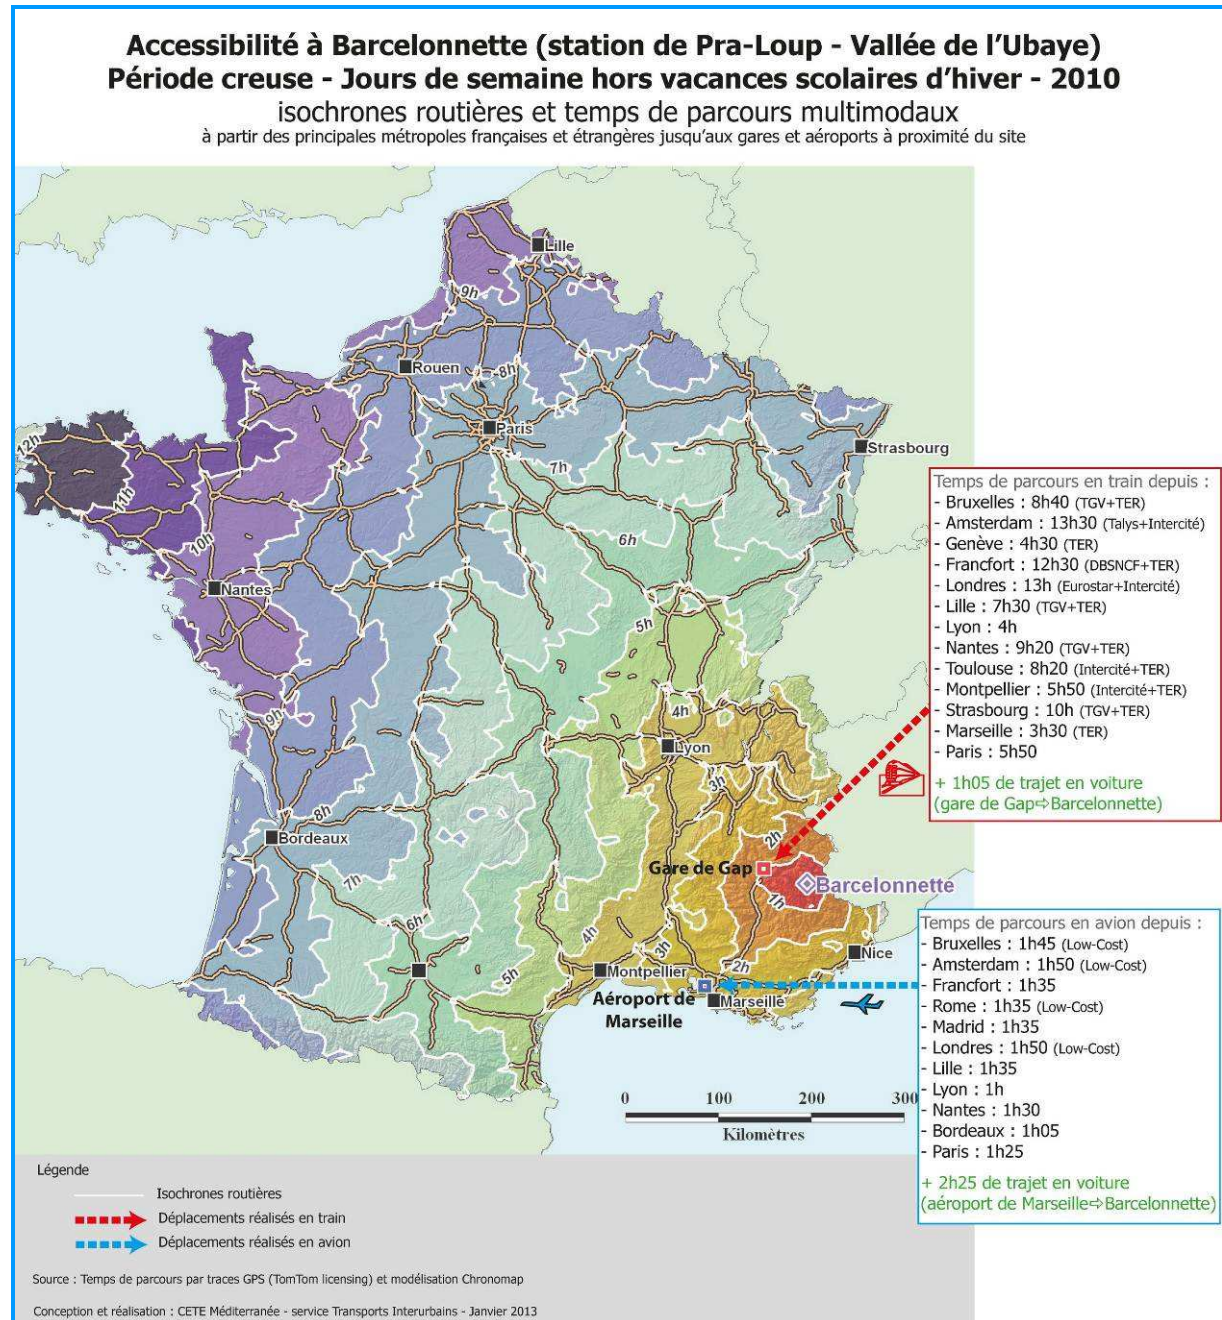 Accessibilité à Barcelonnette (station de Pra-Loup - Vallée de l'Ubaye)
Période creuse - Jours de semaine hors vacances scolaires d'hiver - 2010
isochrones routières et temps de parcours multimodaux
à partir des principales métropoles françaises et étrangères jusqu'aux gares et aéroports à proximité du site
Lille
9h
Rouen
8h
Paris
Strasbourg
12h
11h
7h
10h
6h
Nantes
5h
9h
4h
Lyon
3h
8h
Bordeaux
2h
7h
Gare de Gap
1h
Barcelonnette
6h
4h
3h
5h
2h
Nice
Montpellier
Aéroport de
Marseille
Marseille
Temps de parcours en train depuis :
- Bruxelles : 8h40 (TGV+TER)
- Amsterdam : 13h30 (Talys+Intercité)
- Genève : 4h30 (TER)
- Francfort : 12h30 (DBSNCF+TER)
- Londres : 13h (Eurostar+Intercité)
- Lille : 7h30 (TGV+TER)
- Lyon : 4h
- Nantes : 9h20 (TGV+TER)
- Toulouse : 8h20 (Intercité+TER)
- Montpellier : 5h50 (Intercité+TER)
- Strasbourg : 10h (TGV+TER)
- Marseille : 3h30 (TER)
- Paris : 5h50
+ 1h05 de trajet en voiture
(gare de Gap⇨Barcelonnette)
Temps de parcours en avion depuis :
- Bruxelles : 1h45 (Low-Cost)
- Amsterdam : 1h50 (Low-Cost)
- Francfort : 1h35
- Rome : 1h35 (Low-Cost)
- Madrid : 1h35
- Londres : 1h50 (Low-Cost)
- Lille : 1h35
- Lyon : 1h
- Nantes : 1h30
- Bordeaux : 1h05
- Paris : 1h25
+ 2h25 de trajet en voiture
(aéroport de Marseille⇨Barcelonnette)
0 100 200 300
Kilomètres
Légende
Isochrones routières
Déplacements réalisés en train
Déplacements réalisés en avion
Source : Temps de parcours par traces GPS (TomTom licensing) et modélisation Chronomap
Conception et réalisation : CETE Méditerranée - service Transports Interurbains - Janvier 2013